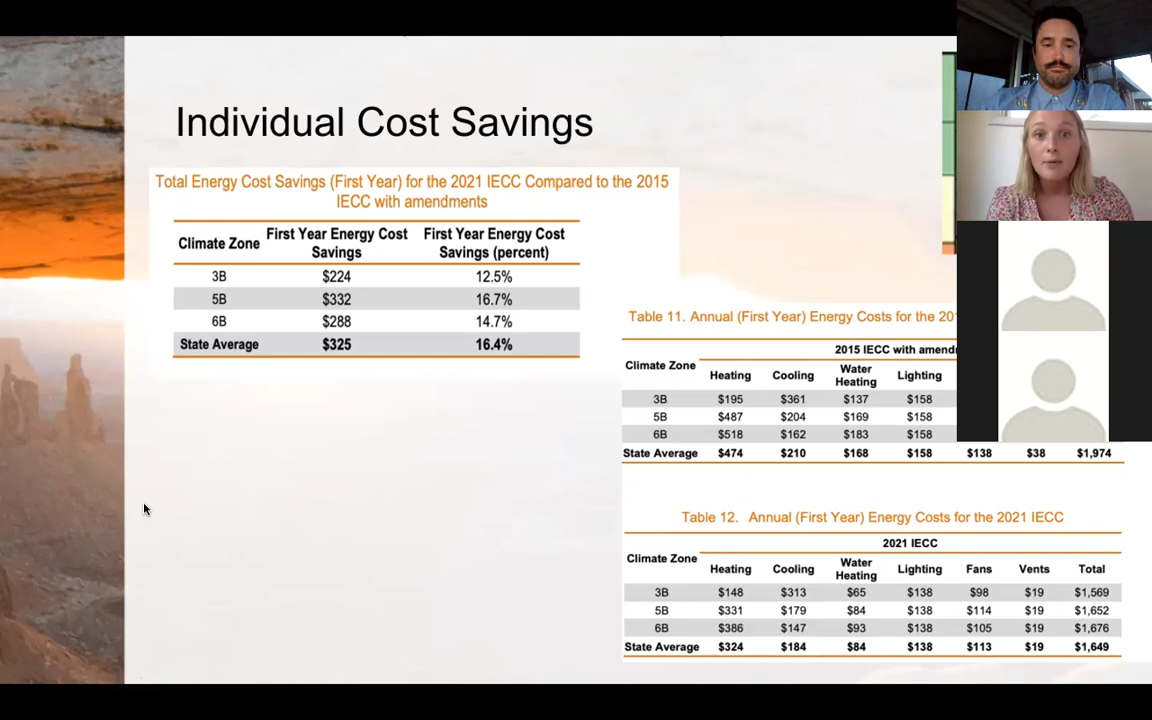 Individual Cost Savings
Total Energy Cost Savings (First Year) for the 2021 IECC Compared to the 2015
IECC with amendments
Climate Zone First Year Energy Cost Savings First Year Energy Cost Savings (percent)
3B $224 12.5%
5B $332 16.7%
6B $288 14.7%
State Average $325 16.4%
Table 11. Annual (First Year) Energy Costs for the
2015 IECC with
Climate Zone Heating Cooling Water Heating Lighting
3B $195 $361 $137 $158
5B $487 $204 $169 $158
6B $518 $162 $183 $158
State Average $474 $210 $168 $158 $138 $38 $1,974
Table 12. Annual (First Year) Energy Costs for the 2021 IECC
2021 IECC
Climate Zone Heating Cooling Water Heating Lighting Fans Vents Total
3B $148 $313 $65 $138 $98 $19 $1,569
5B $331 $179 $84 $138 $114 $19 $1,652
6B $386 $147 $93 $138 $105 $19 $1,676
State Average $324 $184 $84 $138 $113 $19 $1,649